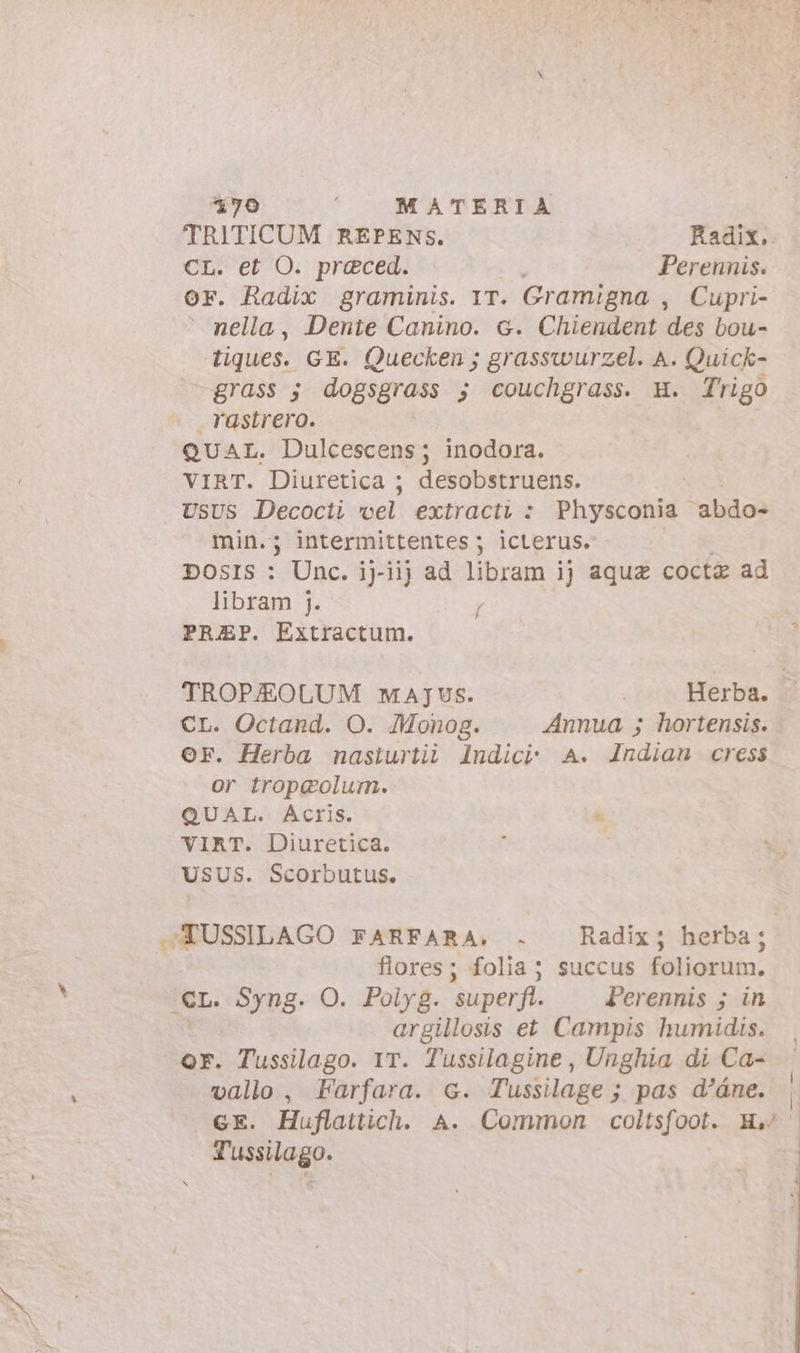 370 MATERIA
TRITICUM REPENS. Radix.
CL. et O. præced. Perennis.
OF. Radix graminis. IT. Gramigna , Cupri-
nella, Dente Canino. G. Chiendent des bou-
tiques. GE. Quecken ; grasswurzel. A. Quick-
grass ; dogsgrass ; couchgrass. H. Trigo
rastrero.
QUAL. Dulcescens ; inodora.
VIRT. Diuretica ; desobstruens.
USUS Decocti vel extracti : Physconia abdo-
min.; intermittentes ; icterus.
DOSIS : Unc. ij-iij ad libram ij aquæ coctæ ad
libram j.
PRÆP. Extractum.
TROPÆOLUM MAJUS. Herba.
CL. Octand. O. Monog. Annua ; hortensis.
OF. Herba nasturtii Indici. A. Indian cress
or tropæolum.
QUAL. Acris.
VIRT. Diuretica.
USUS. Scorbutus.
TUSSILAGO FARFARA. . Radix ; herba ;
flores ; folia ; succus foliorum.
CL. Syng. O. Polyg. superfl. Perennis ; in
argillosis et Campis humidis.
OF. Tussilago. IT. Tussilagine, Unghia di Ca-
vallo , Farfara. G. Tussilage ; pas d'áne.
GE. Huflattich. A. Common coltsfoot. H.
Tussilago.